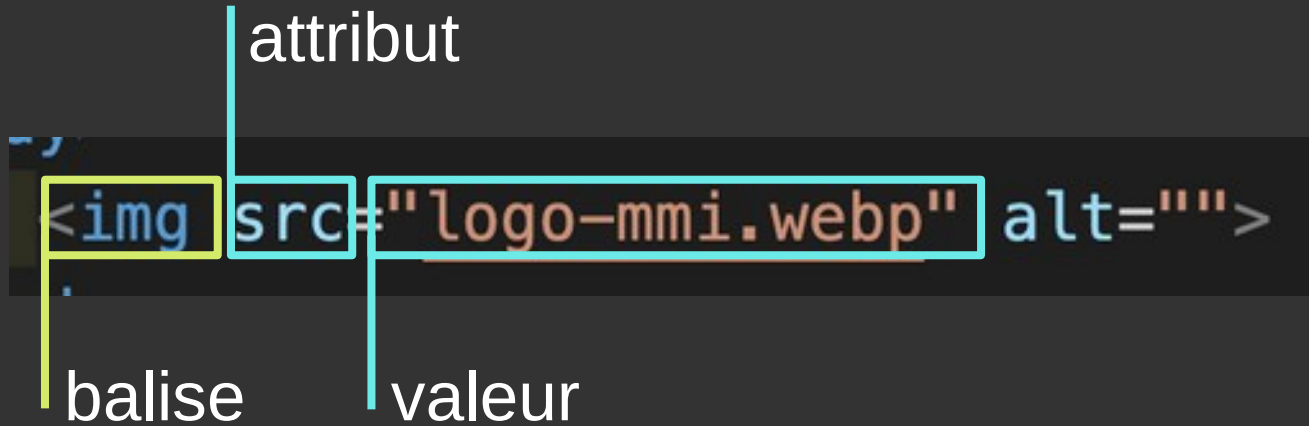 attribut
<img src="logo-mmi.webp" alt="">
balise
valeur